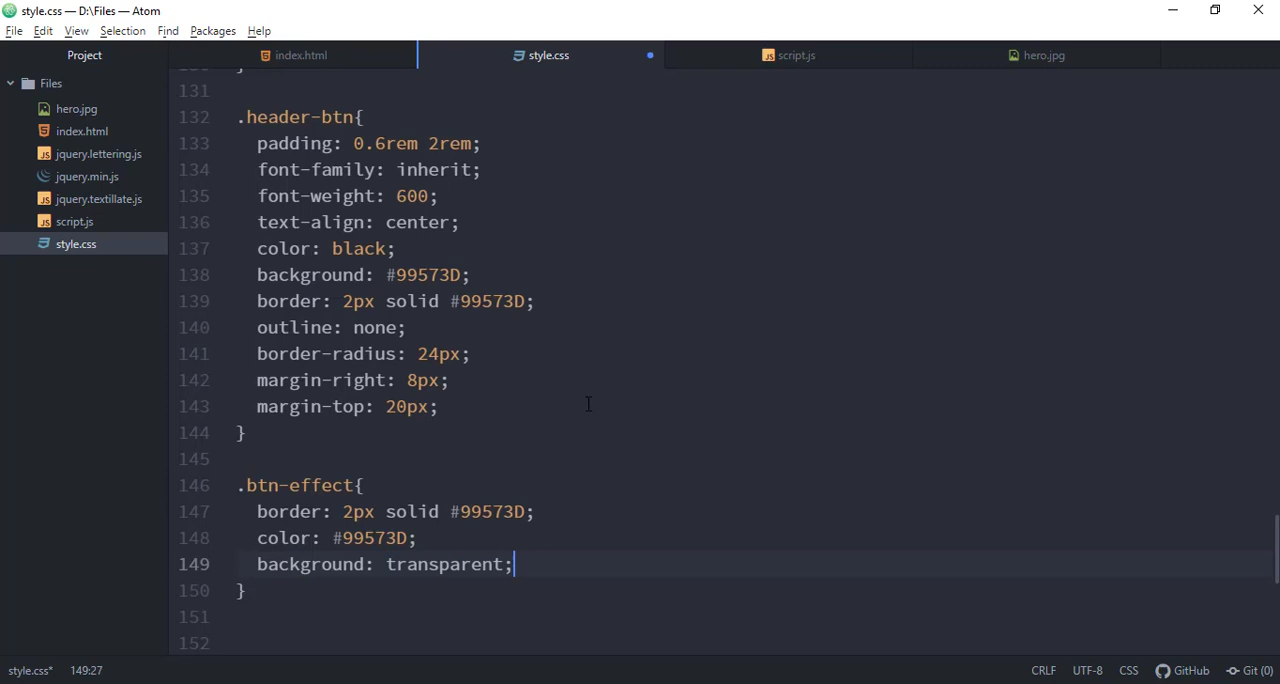 style.css — D:\Files — Atom
File Edit View Selection Find Packages Help
Project
index.html
style.css
script.js
hero.jpg
Files
hero.jpg
index.html
jquery.lettering.js
jquery.min.js
jquery.textillate.js
script.js
style.css
131
132 .header-btn{
133 padding: 0.6rem 2rem;
134 font-family: inherit;
135 font-weight: 600;
136 text-align: center;
137 color: black;
138 background: #99573D;
139 border: 2px solid #99573D;
140 outline: none;
141 border-radius: 24px;
142 margin-right: 8px;
143 margin-top: 20px;
144 }
145
146 .btn-effect{
147 border: 2px solid #99573D;
148 color: #99573D;
149 background: transparent;
150 }
151
152
style.css* 149:27 CRLF UTF-8 CSS GitHub Git (0)